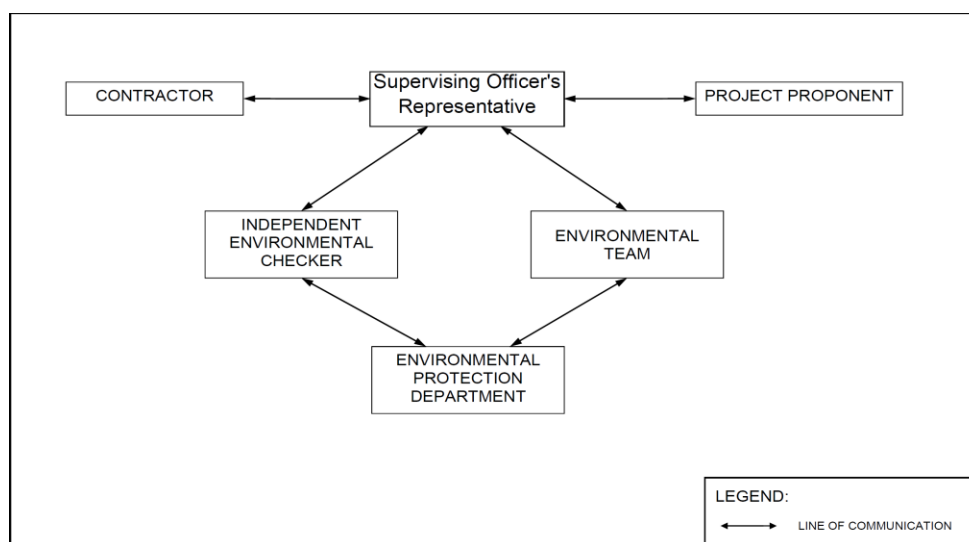 CONTRACTOR
Supervising Officer's
Representative
PROJECT PROPONENT
INDEPENDENT
ENVIRONMENTAL
CHECKER
ENVIRONMENTAL
TEAM
ENVIRONMENTAL
PROTECTION
DEPARTMENT
LEGEND:
LINE OF COMMUNICATION